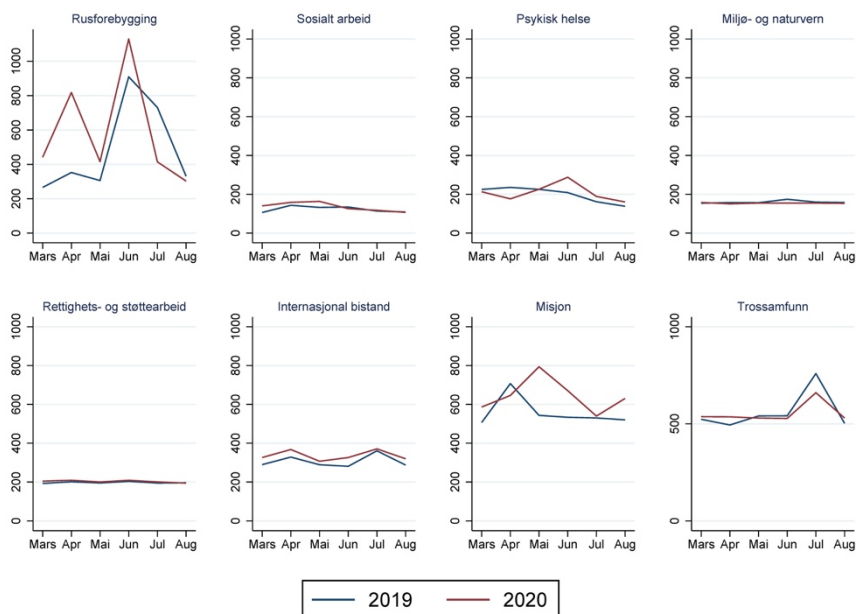 Rusforebygging
Sosialt arbeid
Psykisk helse
Miljø- og naturvern
0 200 400 600 800 1000
0 200 400 600 800 1000
0 200 400 600 800 1000
0 200 400 600 800 1000
Mars Apr Mai Jun Jul Aug
Mars Apr Mai Jun Jul Aug
Mars Apr Mai Jun Jul Aug
Mars Apr Mai Jun Jul Aug
Rettighets- og støttearbeid
Internasjonal bistand
Misjon
Trossamfunn
0 200 400 600 800 1000
0 200 400 600 800 1000
0 200 400 600 800 1000
0 500 1000
Mars Apr Mai Jun Jul Aug
Mars Apr Mai Jun Jul Aug
Mars Apr Mai Jun Jul Aug
Mars Apr Mai Jun Jul Aug
2019 2020